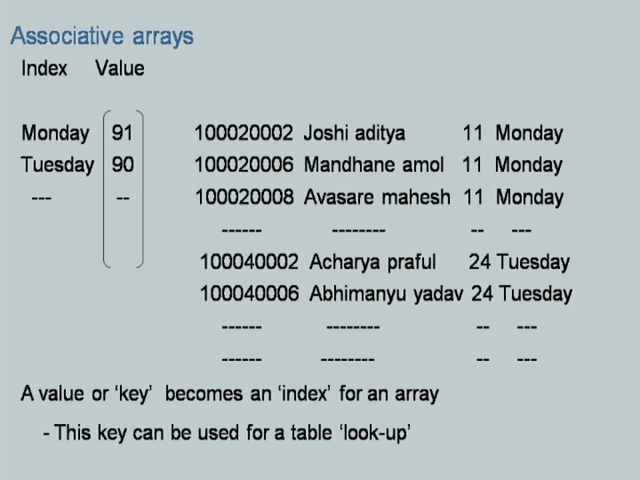 Associative arrays
Index Value
Monday 91 100020002 Joshi aditya 11 Monday
Tuesday 90 100020006 Mandhane amol 11 Monday
--- -- 100020008 Avasare mahesh 11 Monday
------ -------- -- ---
100040002 Acharya praful 24 Tuesday
100040006 Abhimanyu yadav 24 Tuesday
------ -------- -- ---
------ -------- -- ---
A value or ‘key’ becomes an ‘index’ for an array
- This key can be used for a table ‘look-up’